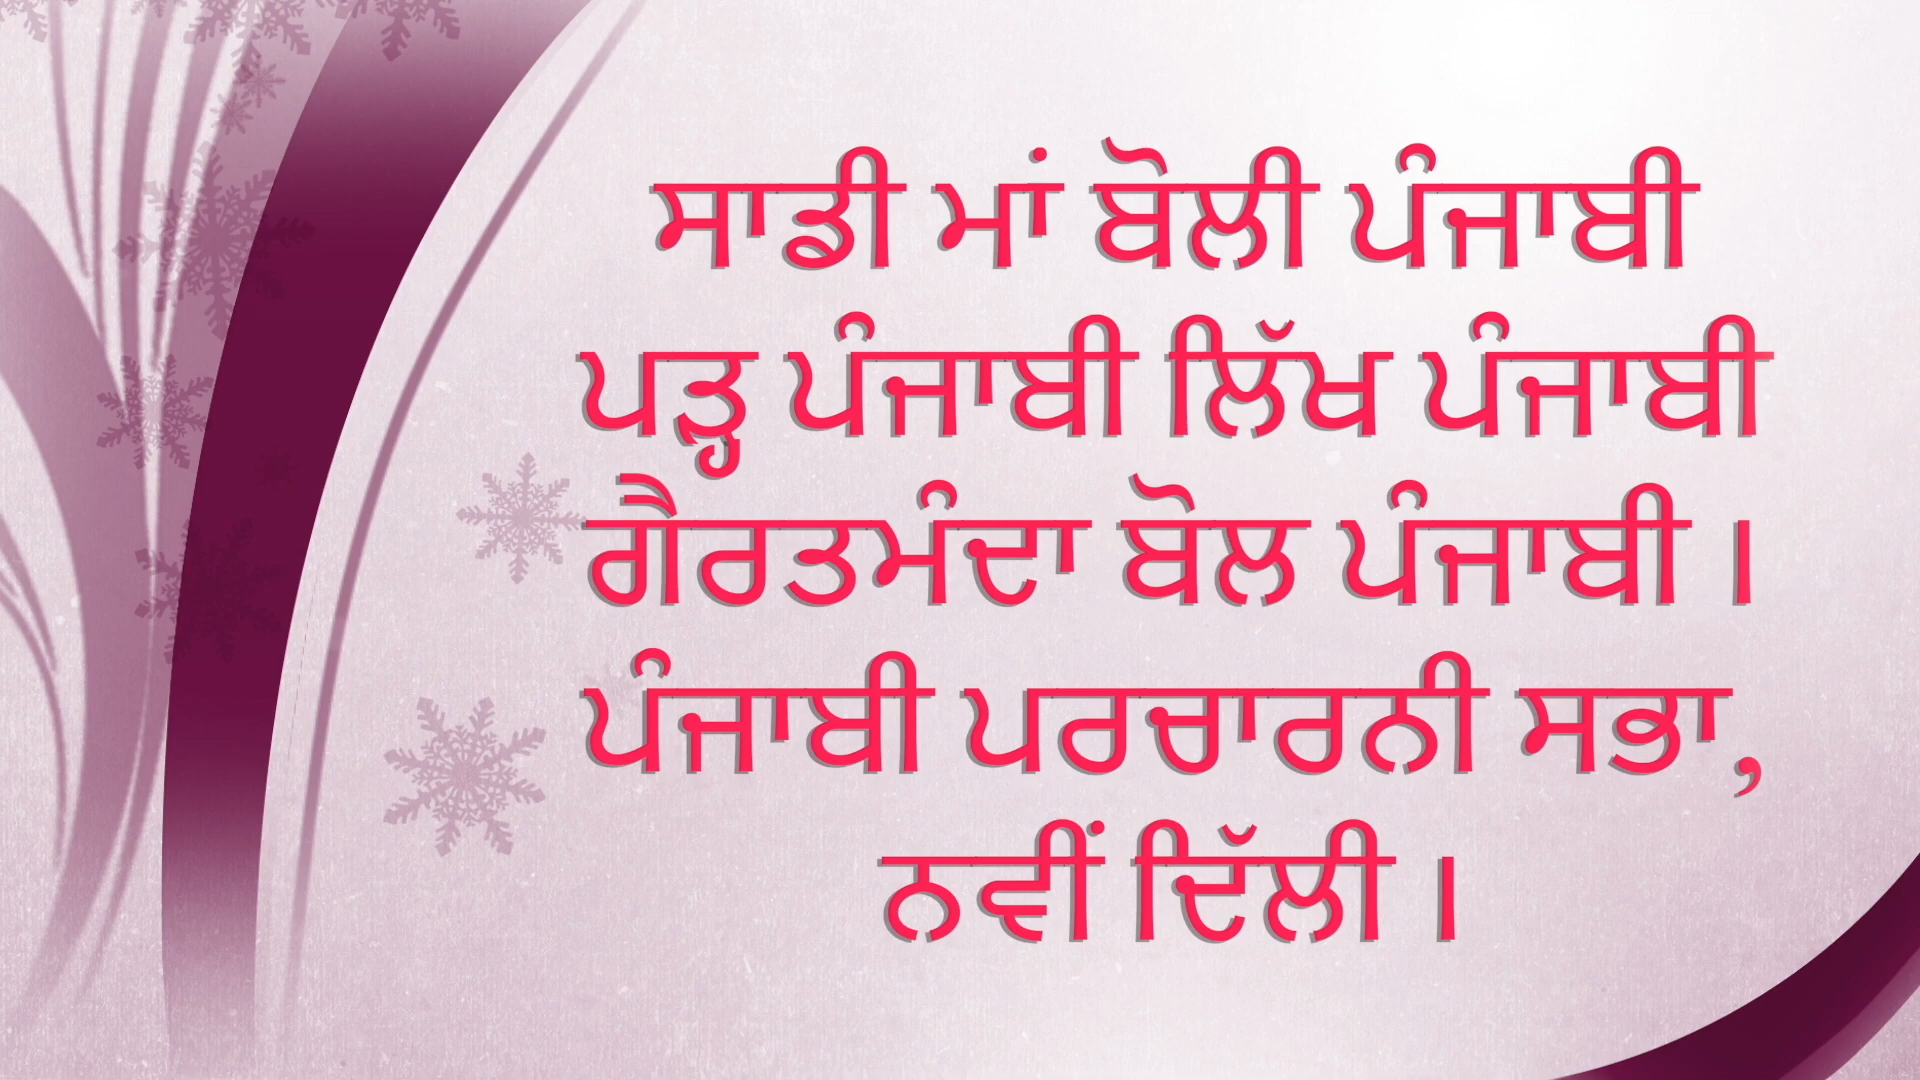 ਸਾਡੀ ਮਾਂ ਬੋਲੀ ਪੰਜਾਬੀ
ਪੜ੍ਹ ਪੰਜਾਬੀ ਲਿੱਖ ਪੰਜਾਬੀ
ਗੈਰਤਮੰਦਾ ਬੋਲ ਪੰਜਾਬੀ ।
ਪੰਜਾਬੀ ਪਰਚਾਰਨੀ ਸਭਾ,
ਨਵੀਂ ਦਿੱਲੀ ।